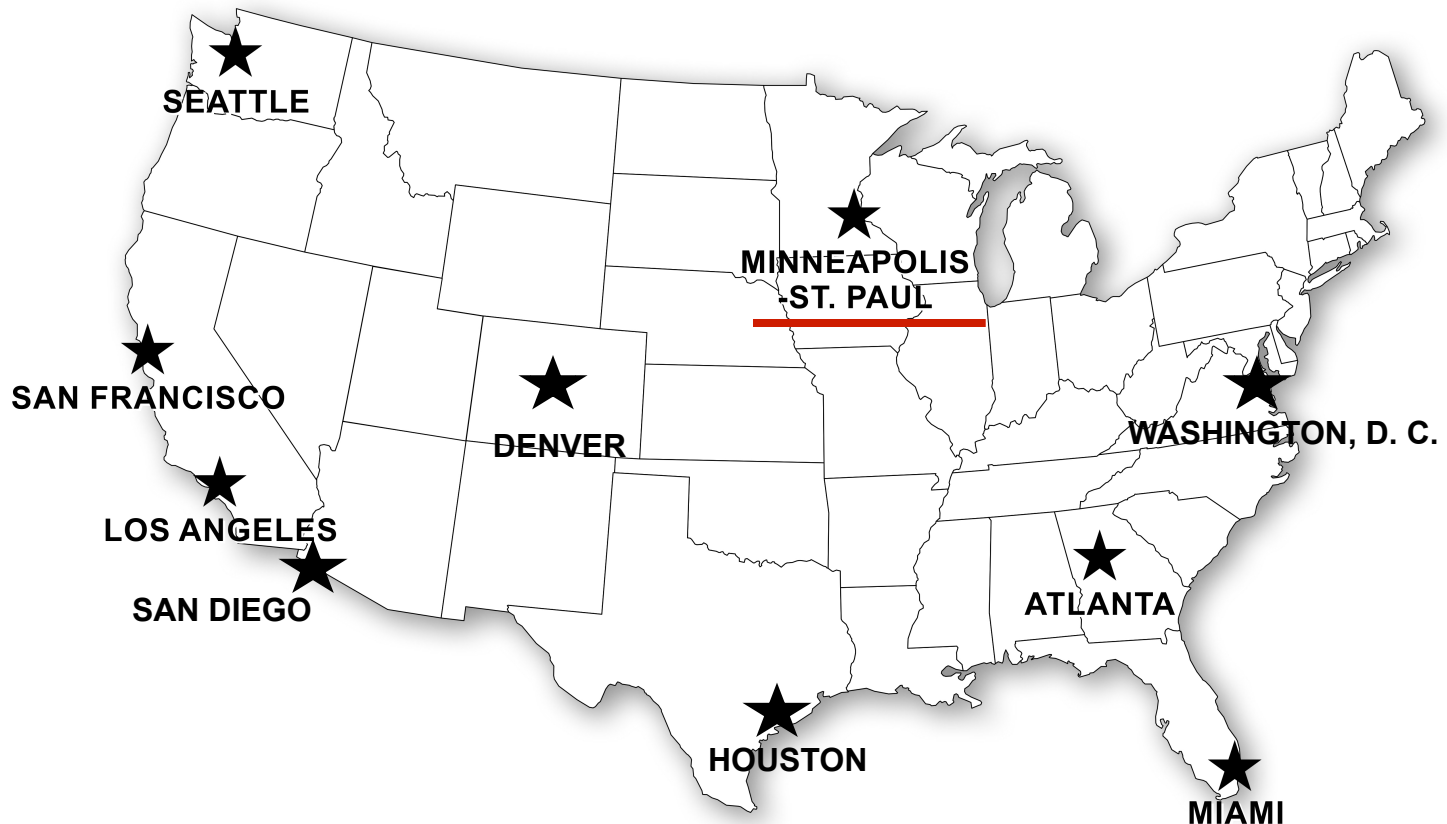 SEATTLE
MINNEAPOLIS
-ST. PAUL
SAN FRANCISCO
DENVER
WASHINGTON, D. C.
LOS ANGELES
SAN DIEGO
ATLANTA
HOUSTON
MIAMI